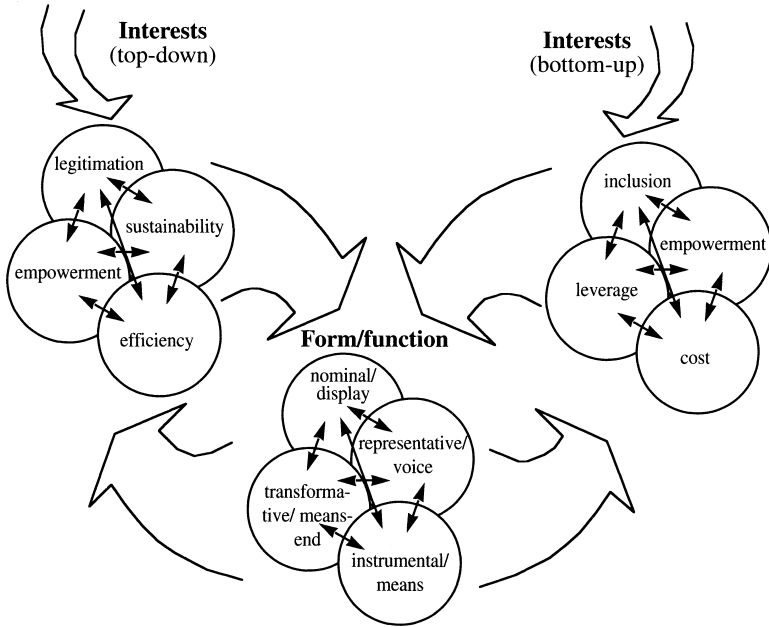 Interests
(top-down)
Interests
(bottom-up)
legitimation
sustainability
empowerment
efficiency
inclusion
empowerment
leverage
cost
Form/function
nominal/
display
representative/
voice
transforma-
tive/ means-
end
instrumental/
means